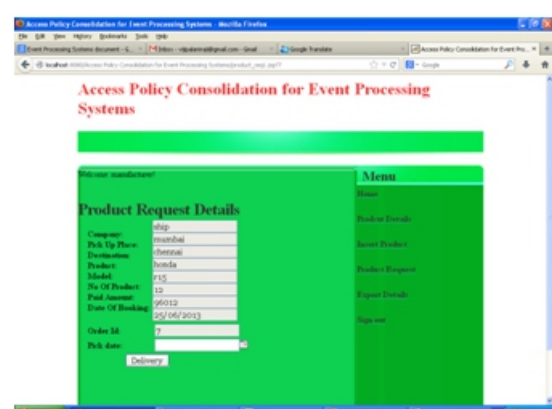 Access Policy Consolidation for Event Processing Systems - Mozilla Firefox
File Edit View History Bookmarks Tools Help
Event Processing Systems document - G...
Google Translate
Access Policy Consolidation for Event Pro...
Google
Access Policy Consolidation for Event Processing
Systems
Welcome manufacturer!
Menu
Home
Product Details
Insert Product
Product Request
Export Details
Sign out
Product Request Details
Company: ship
Pick Up Place: mumbai
Destination: chennai
Product: honda
Model: r15
No Of Product: 12
Paid Amount: 96012
Date Of Booking: 25/06/2013
Order Id: 7
Pick date:
Delivery